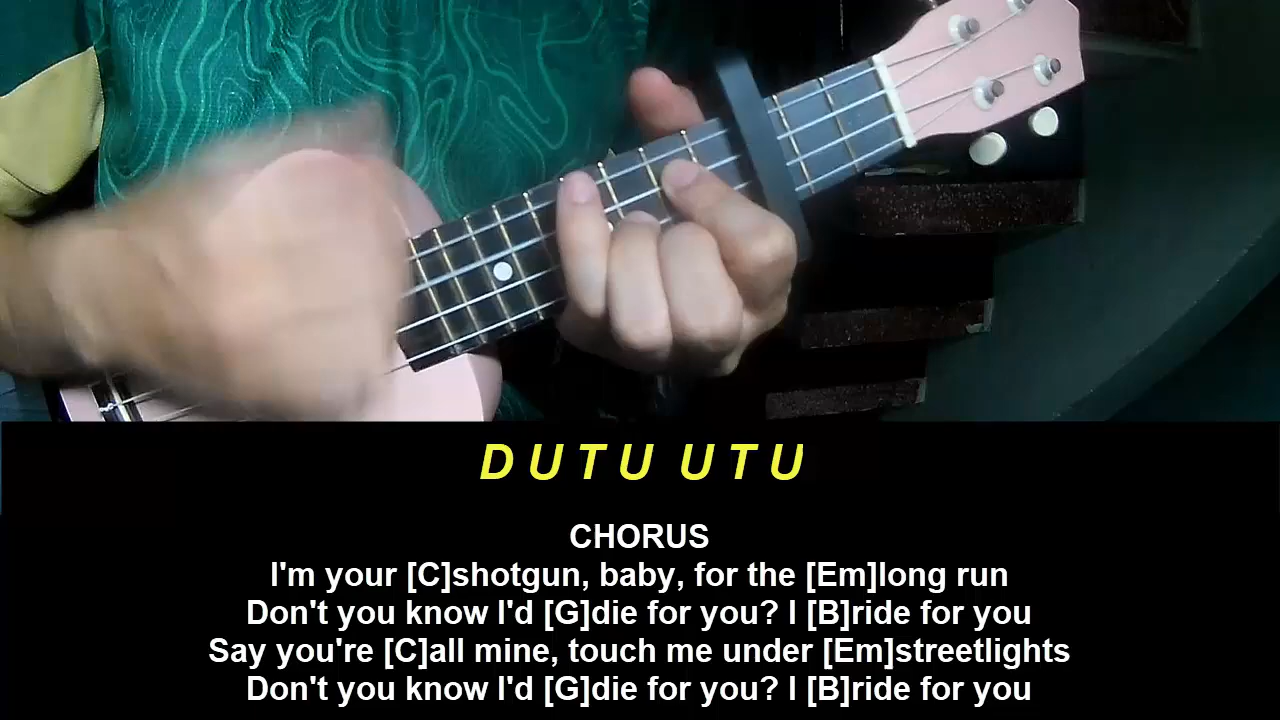 D U T U U T U
CHORUS
I'm your [C]shotgun, baby, for the [Em]long run
Don't you know I'd [G]die for you? I [B]ride for you
Say you're [C]all mine, touch me under [Em]streetlights
Don't you know I'd [G]die for you? I [B]ride for you